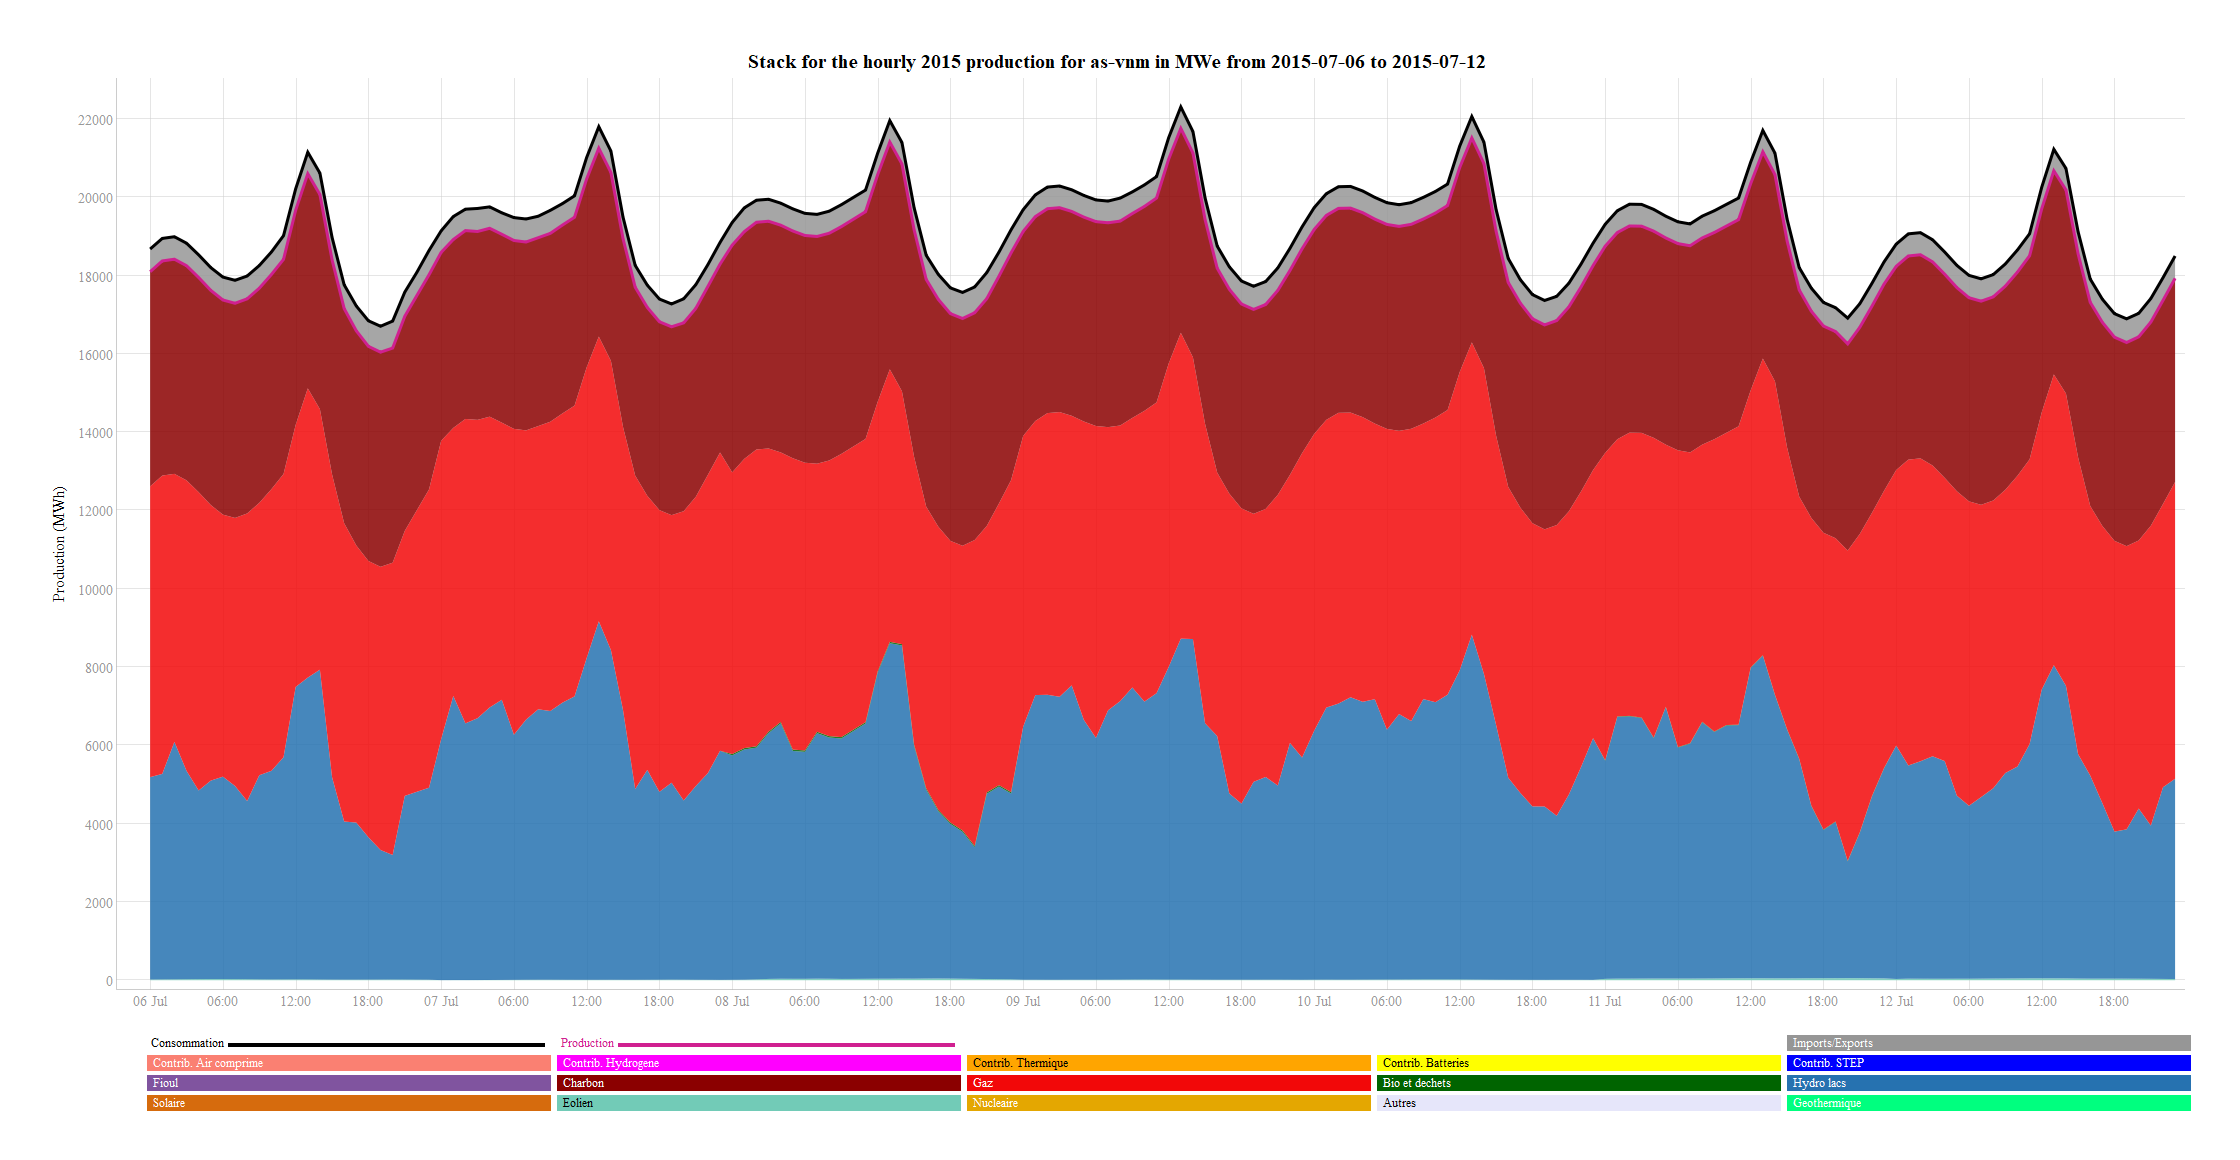 Stack for the hourly 2015 production for as-vnm in MWe from 2015-07-06 to 2015-07-12
Production (MWh)
22000
20000
18000
16000
14000
12000
10000
8000
6000
4000
2000
0
06 Jul 06:00 12:00 18:00 07 Jul 06:00 12:00 18:00 08 Jul 06:00 12:00 18:00 09 Jul 06:00 12:00 18:00 10 Jul 06:00 12:00 18:00 11 Jul 06:00 12:00 18:00 12 Jul 06:00 12:00 18:00
Consommation Production Imports/Exports
Contrib. Air comprime Contrib. Hydrogene Contrib. Thermique Contrib. Batteries Contrib. STEP
Fioul Charbon Gaz Bio et dechets Hydro lacs
Solaire Eolien Nucleaire Autres Geothermique